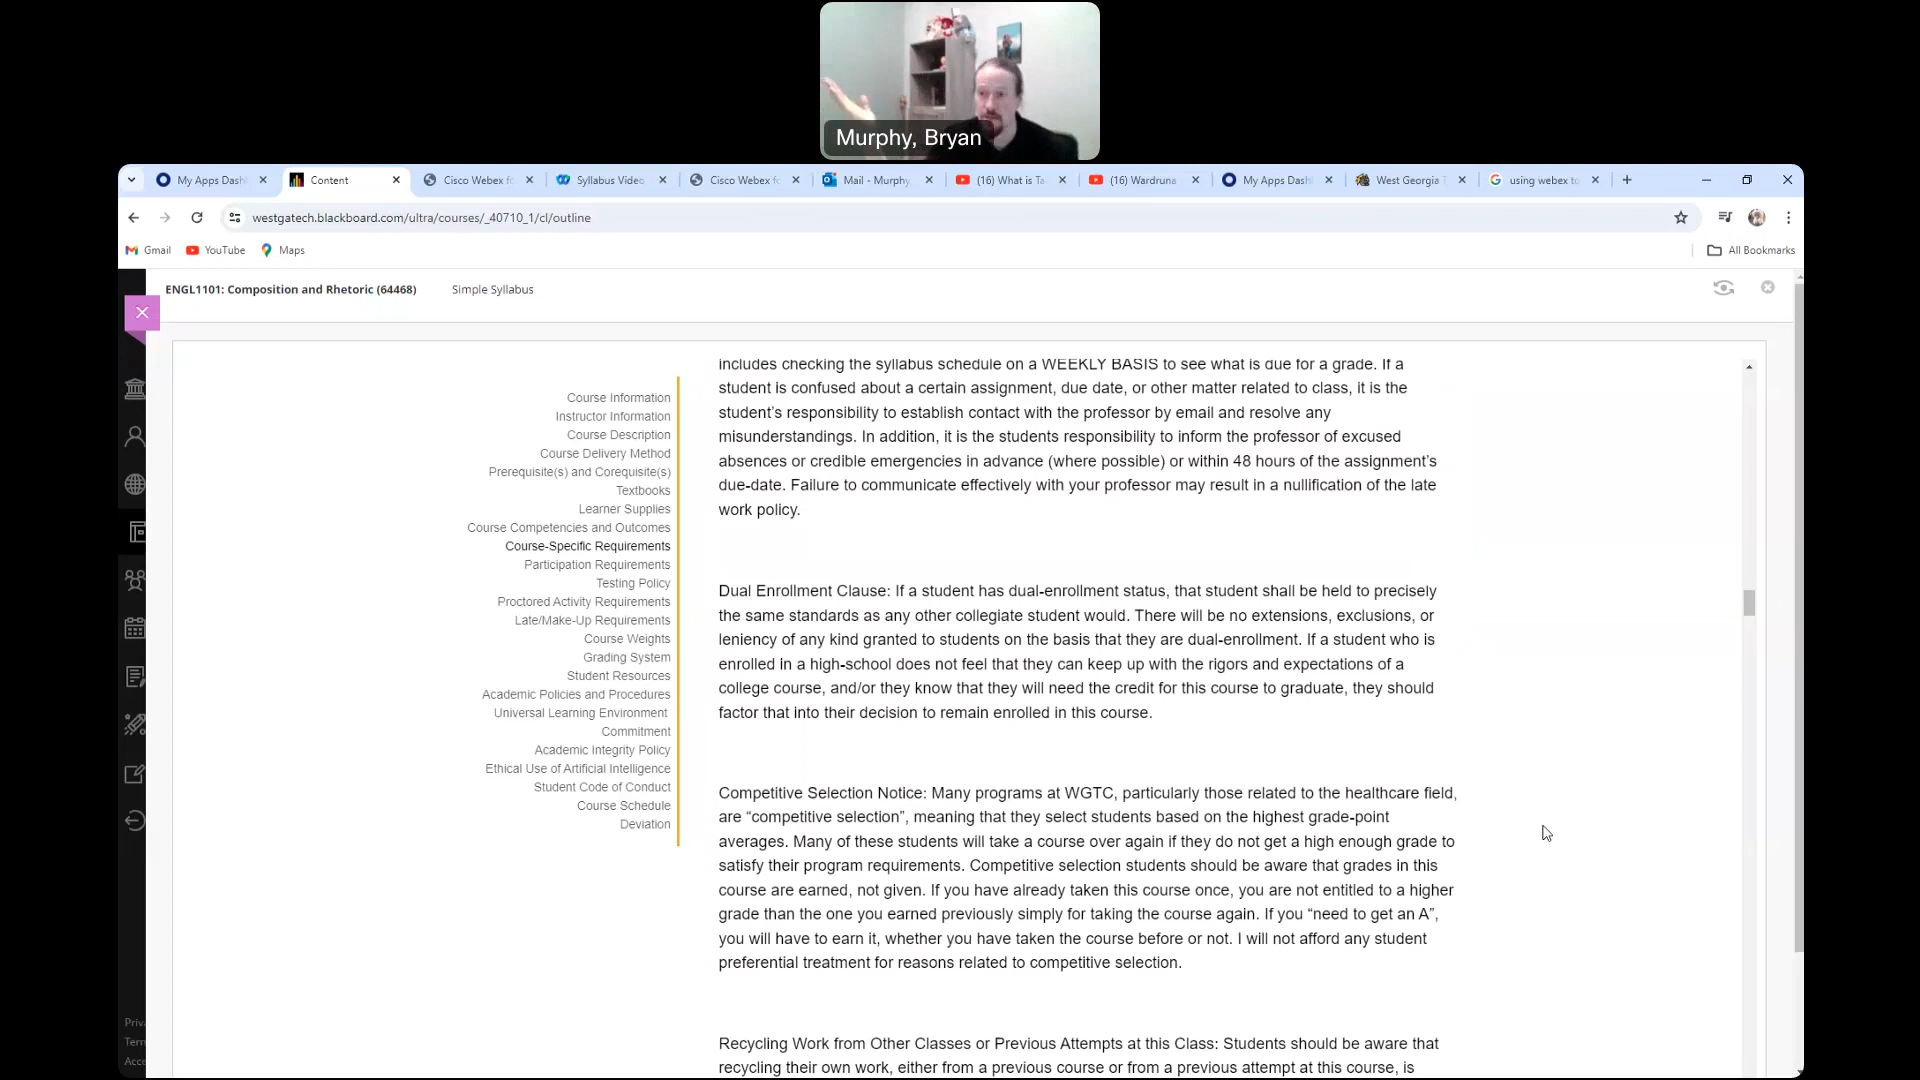 Murphy, Bryan
My Apps Dash
Content
Cisco Webex fo
Syllabus Video
Cisco Webex fo
Mail - Murphy,
(16) What is Ta
(16) Wardruna
My Apps Dash
West Georgia T
using webex to
westgatech.blackboard.com/ultra/courses/_40710_1/cl/outline
Gmail
YouTube
Maps
All Bookmarks
ENGL1101: Composition and Rhetoric (64468)
Simple Syllabus
Course Information
Instructor Information
Course Description
Course Delivery Method
Prerequisite(s) and Corequisite(s)
Textbooks
Learner Supplies
Course Competencies and Outcomes
Course-Specific Requirements
Participation Requirements
Testing Policy
Proctored Activity Requirements
Late/Make-Up Requirements
Course Weights
Grading System
Student Resources
Academic Policies and Procedures
Universal Learning Environment
Commitment
Academic Integrity Policy
Ethical Use of Artificial Intelligence
Student Code of Conduct
Course Schedule
Deviation
includes checking the syllabus schedule on a WEEKLY BASIS to see what is due for a grade. If a
student is confused about a certain assignment, due date, or other matter related to class, it is the
student's responsibility to establish contact with the professor by email and resolve any
misunderstandings. In addition, it is the students responsibility to inform the professor of excused
absences or credible emergencies in advance (where possible) or within 48 hours of the assignment's
due-date. Failure to communicate effectively with your professor may result in a nullification of the late
work policy.
Dual Enrollment Clause: If a student has dual-enrollment status, that student shall be held to precisely
the same standards as any other collegiate student would. There will be no extensions, exclusions, or
leniency of any kind granted to students on the basis that they are dual-enrollment. If a student who is
enrolled in a high-school does not feel that they can keep up with the rigors and expectations of a
college course, and/or they know that they will need the credit for this course to graduate, they should
factor that into their decision to remain enrolled in this course.
Competitive Selection Notice: Many programs at WGTC, particularly those related to the healthcare field,
are “competitive selection”, meaning that they select students based on the highest grade-point
averages. Many of these students will take a course over again if they do not get a high enough grade to
satisfy their program requirements. Competitive selection students should be aware that grades in this
course are earned, not given. If you have already taken this course once, you are not entitled to a higher
grade than the one you earned previously simply for taking the course again. If you “need to get an A”,
you will have to earn it, whether you have taken the course before or not. I will not afford any student
preferential treatment for reasons related to competitive selection.
Recycling Work from Other Classes or Previous Attempts at this Class: Students should be aware that
recycling their own work, either from a previous course or from a previous attempt at this course, is
Priv
Tern
Acce